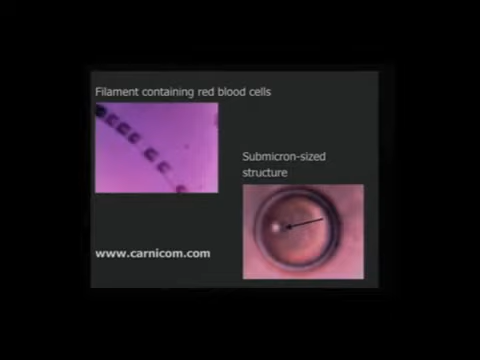 Filament containing red blood cells
Submicron-sized
structure
www.carnicom.com